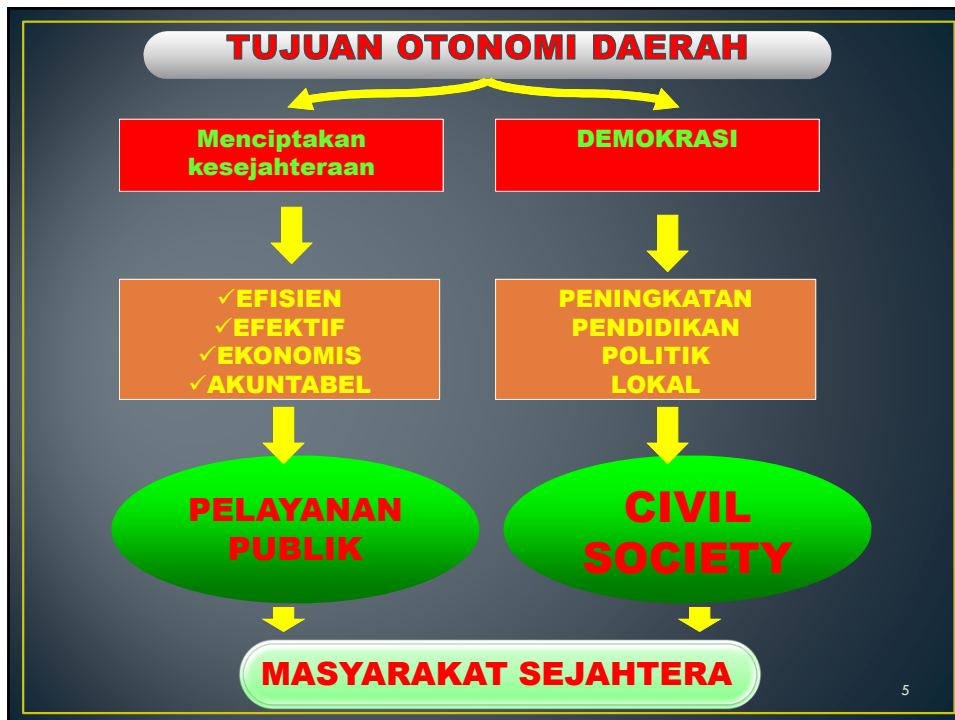 TUJUAN OTONOMI DAERAH
Menciptakan
kesejahteraan
DEMOKRASI
✓EFISIEN
✓EFEKTIF
✓EKONOMIS
✓AKUNTABEL
PENINGKATAN
PENDIDIKAN
POLITIK
LOKAL
PELAYANAN
PUBLIK
CIVIL
SOCIETY
MASYARAKAT SEJAHTERA
5